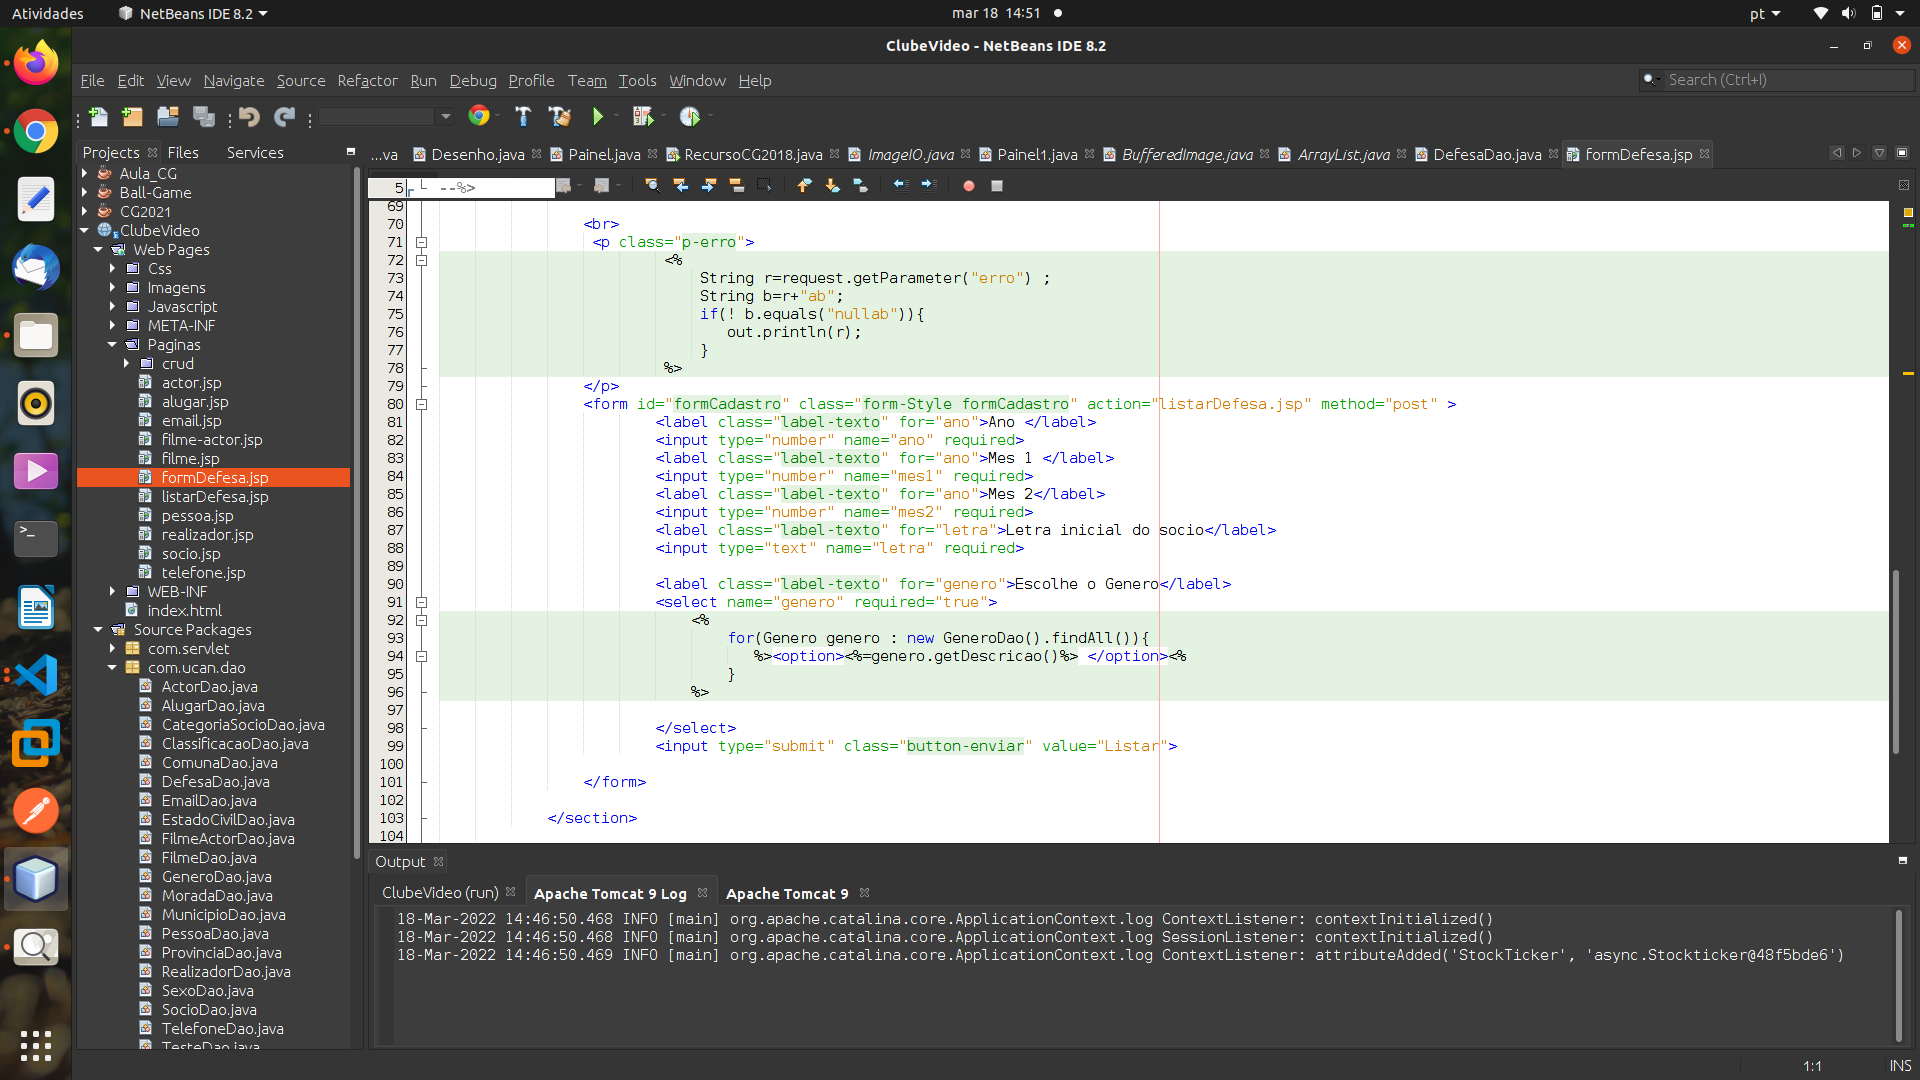 Atividades
NetBeans IDE 8.2
mar 18 14:51
pt
ClubeVideo - NetBeans IDE 8.2
File Edit View Navigate Source Refactor Run Debug Profile Team Tools Window Help
Search (Ctrl+I)
Projects Files Services
...va Desenho.java Painel.java RecursoCG2018.java ImageIO.java Painel1.java BufferedImage.java ArrayList.java DefesaDao.java formDefesa.jsp
Aula_CG
Ball-Game
CG2021
ClubeVideo
Web Pages
Css
Imagens
Javascript
META-INF
Paginas
crud
actor.jsp
alugar.jsp
email.jsp
filme-actor.jsp
filme.jsp
formDefesa.jsp
listarDefesa.jsp
pessoa.jsp
realizador.jsp
socio.jsp
telefone.jsp
WEB-INF
index.html
Source Packages
com.servlet
com.ucan.dao
ActorDao.java
AlugarDao.java
CategoriaSocioDao.java
ClassificacaoDao.java
ComunaDao.java
DefesaDao.java
EmailDao.java
EstadoCivilDao.java
FilmeActorDao.java
FilmeDao.java
GeneroDao.java
MoradaDao.java
MunicipioDao.java
PessoaDao.java
ProvinciaDao.java
RealizadorDao.java
SexoDao.java
SocioDao.java
TelefoneDao.java
TesteDao.java
5 --%>
69
70 <br>
71 <p class="p-erro">
72 <%
73 String r=request.getParameter("erro") ;
74 String b=r+"ab";
75 if(! b.equals("nullab")){
76 out.println(r);
77 }
78 %>
79 </p>
80 <form id="formCadastro" class="form-Style formCadastro" action="listarDefesa.jsp" method="post" >
81 <label class="label-texto" for="ano">Ano </label>
82 <input type="number" name="ano" required>
83 <label class="label-texto" for="ano">Mes 1 </label>
84 <input type="number" name="mes1" required>
85 <label class="label-texto" for="ano">Mes 2</label>
86 <input type="number" name="mes2" required>
87 <label class="label-texto" for="letra">Letra inicial do socio</label>
88 <input type="text" name="letra" required>
89
90 <label class="label-texto" for="genero">Escolhe o Genero</label>
91 <select name="genero" required="true">
92 <%
93 for(Genero genero : new GeneroDao().findAll()){
94 %><option><%=genero.getDescricao()%> </option><%
95 }
96 %>
97
98 </select>
99 <input type="submit" class="button-enviar" value="Listar">
100
101 </form>
102
103 </section>
104
Output
ClubeVideo (run) Apache Tomcat 9 Log Apache Tomcat 9
18-Mar-2022 14:46:50.468 INFO [main] org.apache.catalina.core.ApplicationContext.log ContextListener: contextInitialized()
18-Mar-2022 14:46:50.468 INFO [main] org.apache.catalina.core.ApplicationContext.log SessionListener: contextInitialized()
18-Mar-2022 14:46:50.469 INFO [main] org.apache.catalina.core.ApplicationContext.log ContextListener: attributeAdded('StockTicker', 'async.Stockticker@48f5bde6')
1:1 INS